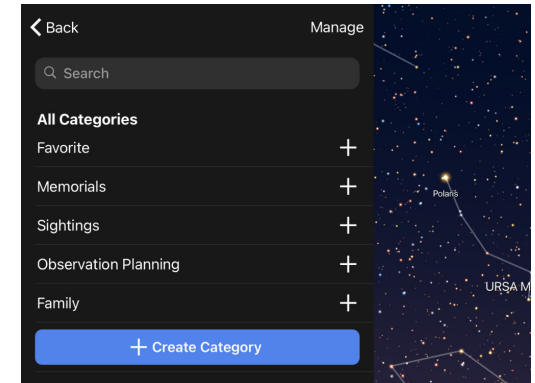 Back
Manage
Search
All Categories
Favorite
Memorials
Sightings
Observation Planning
Family
Create Category
Polaris
URSA M